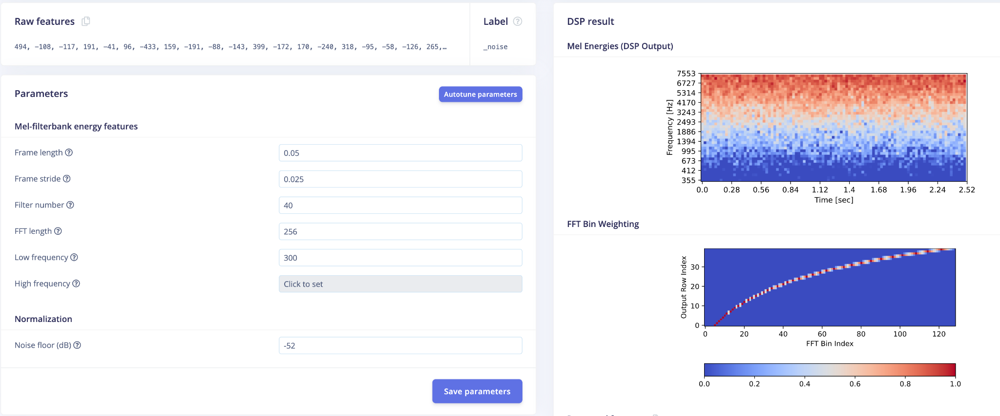 Raw features
494, -108, -117, 191, -41, 96, -433, 159, -191, -88, -143, 399, -172, 170, -240, 318, -95, -58, -126, 265,…
Label
_noise
Parameters
Autotune parameters
Mel-filterbank energy features
Frame length
0.05
Frame stride
0.025
Filter number
40
FFT length
256
Low frequency
300
High frequency
Click to set
Normalization
Noise floor (dB)
-52
Save parameters
DSP result
Mel Energies (DSP Output)
7553
6727
5314
4170
3243
2493
1886
1394
995
673
412
355
Frequency [Hz]
0.0 0.28 0.56 0.84 1.12 1.4 1.68 1.96 2.24 2.52
Time [sec]
FFT Bin Weighting
30
20
10
0
Output Row Index
0 20 40 60 80 100 120
FFT Bin Index
0.0 0.2 0.4 0.6 0.8 1.0